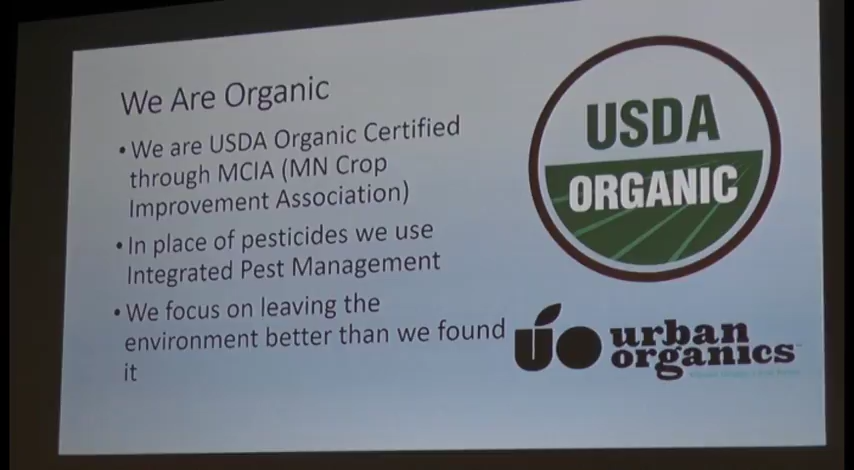 We Are Organic
• We are USDA Organic Certified
through MCIA (MN Crop
Improvement Association)
• In place of pesticides we use
Integrated Pest Management
• We focus on leaving the
environment better than we found
it
USDA
ORGANIC
UO
urban
organics